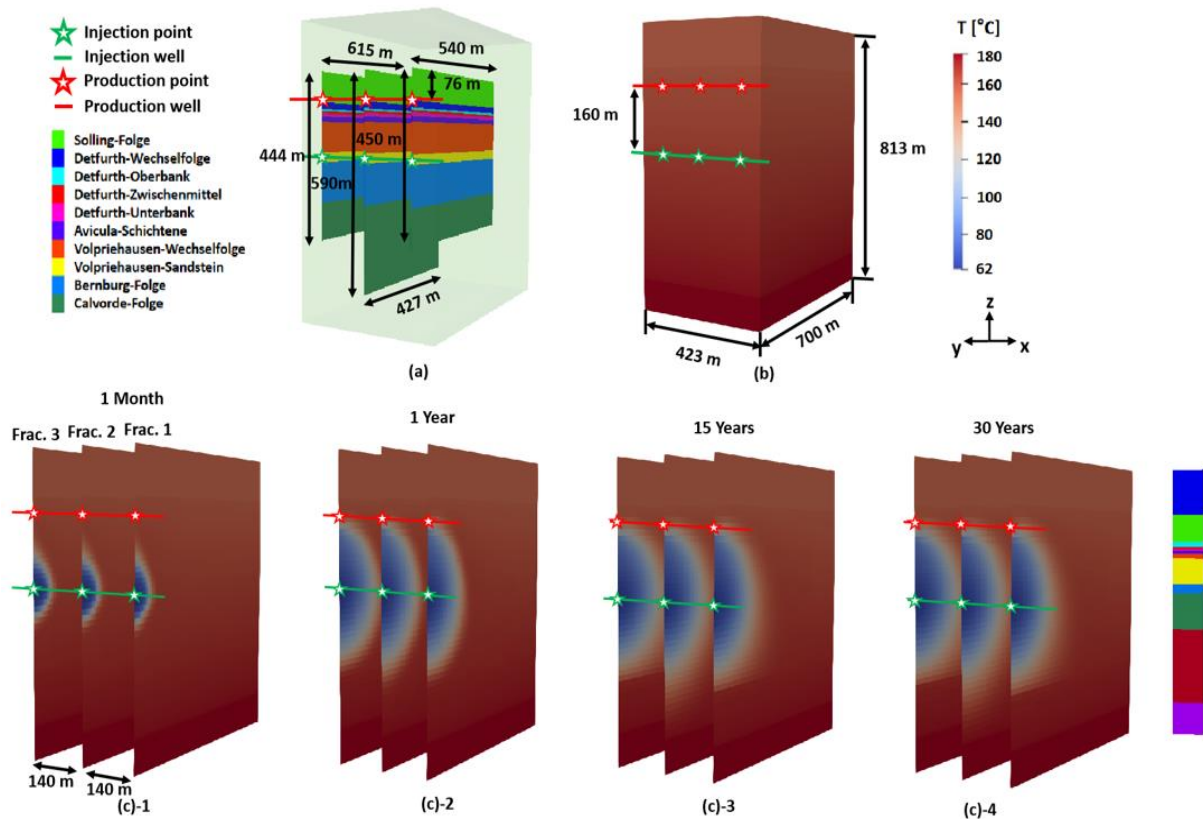 Injection point
Injection well
Production point
Production well
Solling-Folge
Detfurth-Wechselfolge
Detfurth-Oberbank
Detfurth-Zwischenmittel
Detfurth-Unterbank
Avicula-Schichtene
Volpriehausen-Wechselfolge
Volpriehausen-Sandstein
Bernburg-Folge
Calvorde-Folge
615 m
540 m
76 m
444 m
450 m
590m
427 m
(a)
160 m
813 m
423 m
700 m
(b)
T [°C]
180
160
140
120
100
80
62
z
y
x
1 Month
Frac. 3
Frac. 2
Frac. 1
140 m
140 m
(c)-1
1 Year
(c)-2
15 Years
(c)-3
30 Years
(c)-4